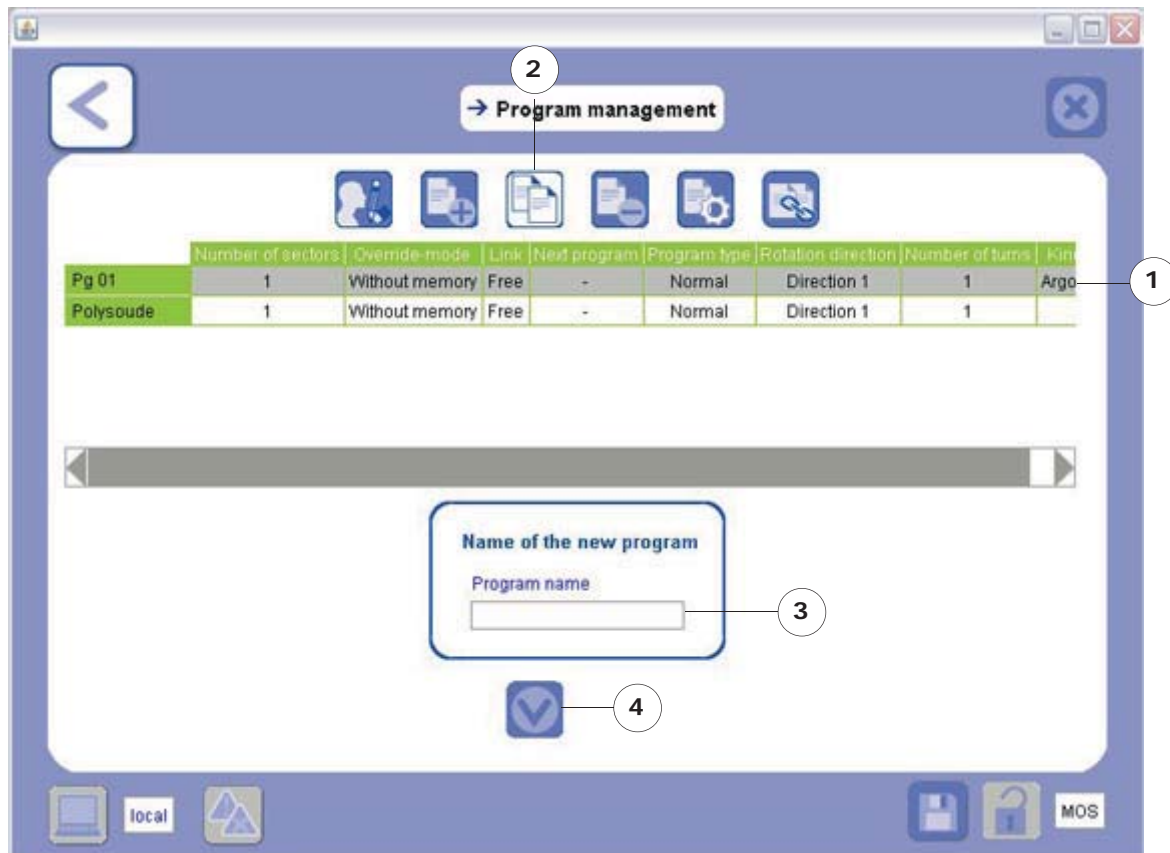 2
→ Program management
Number of sectors Override-mode Link Next program Program type Rotation direction Number of turns
Pg 01 1 Without memory Free - Normal Direction 1 1 Argo
1
Polysoude 1 Without memory Free - Normal Direction 1 1
Name of the new program
Program name
3
4
local
MOS